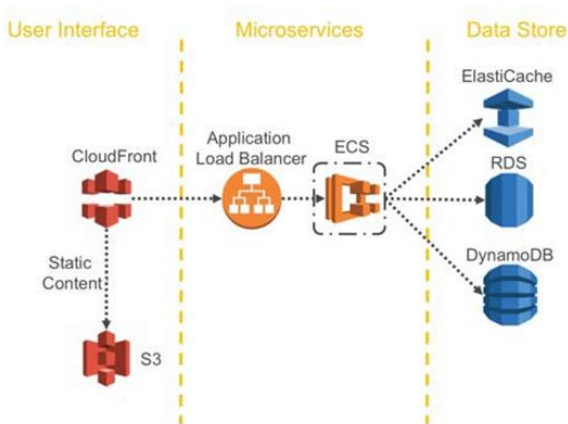 User Interface
Microservices
Data Store
CloudFront
Static
Content
S3
Application
Load Balancer
ECS
ElastiCache
RDS
DynamoDB